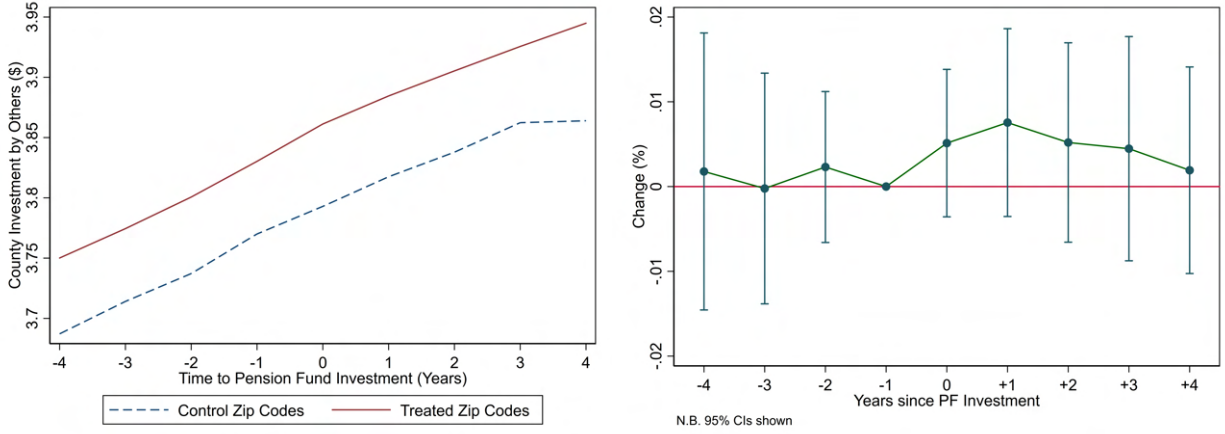 3.95
3.9
3.85
3.8
3.75
3.7
County Investment by Others ($)
-4 -3 -2 -1 0 1 2 3 4
Time to Pension Fund Investment (Years)
Control Zip Codes Treated Zip Codes
.02
.01
0
-.01
-.02
Change (%)
-4 -3 -2 -1 0 +1 +2 +3 +4
Years since PF Investment
N.B. 95% CIs shown